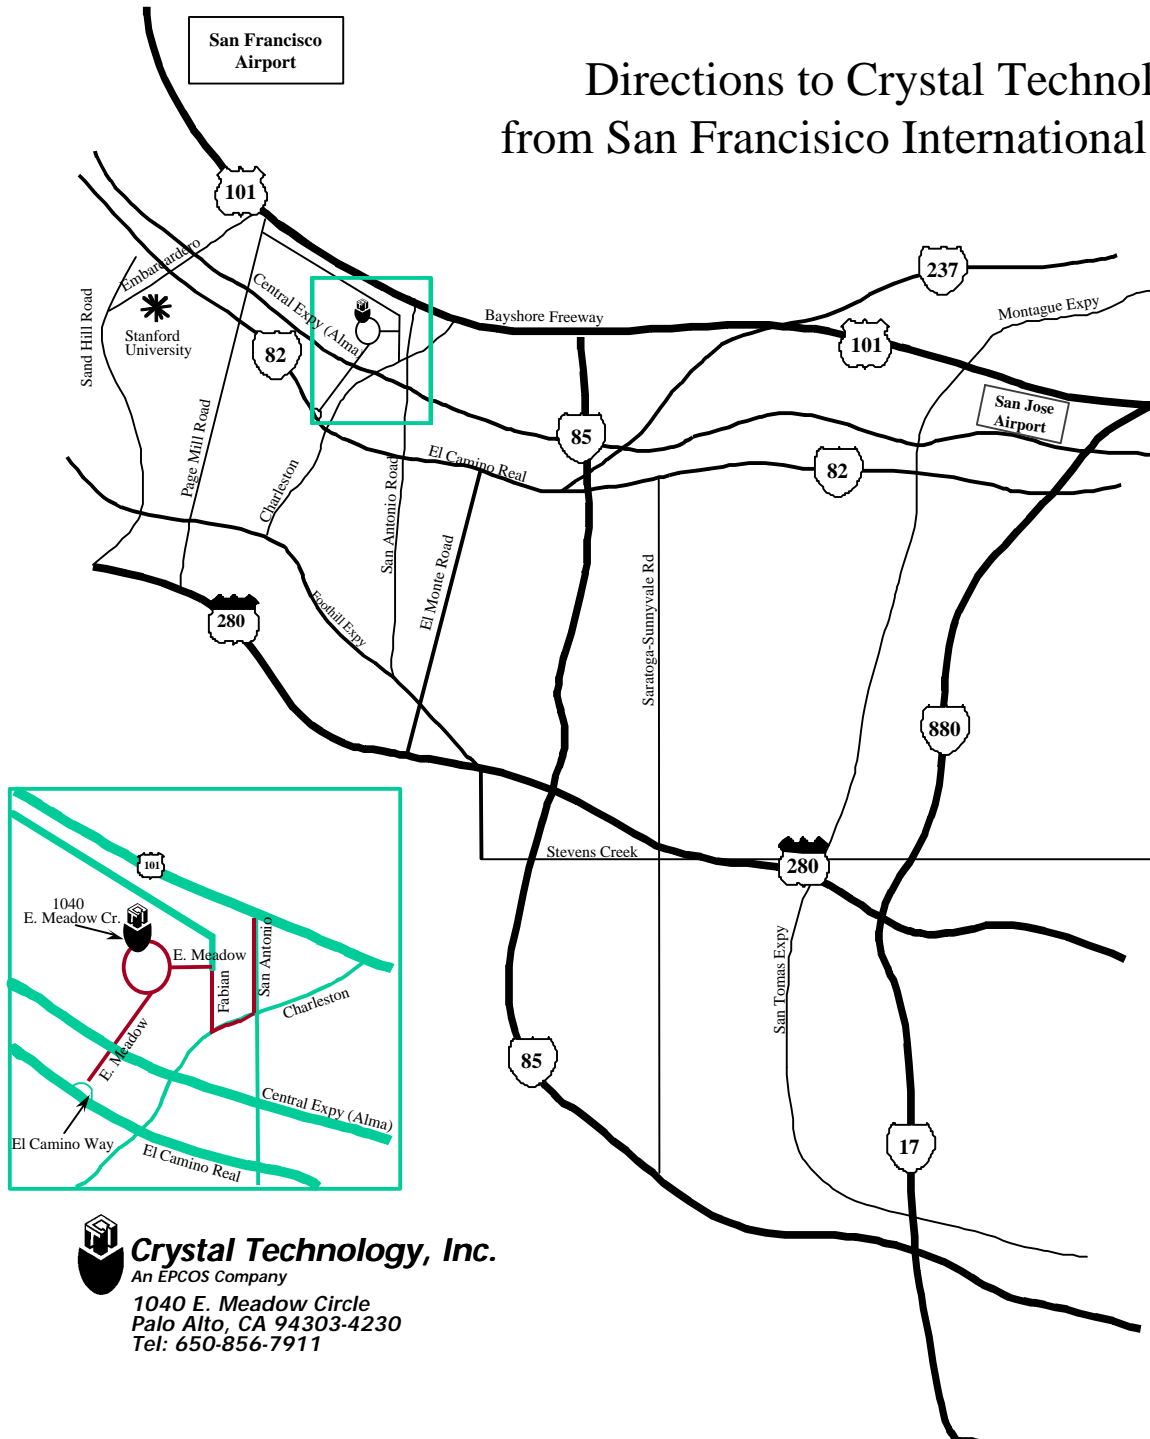 San Francisco
Airport
Directions to Crystal Technol
from San Francisico International
101
Embarcardero
237
Sand Hill Road
Central Expy (Alma)
Bayshore Freeway
Montague Expy
Stanford
University
82
101
San Jose
Airport
Page Mill Road
85
El Camino Real
82
Charleston
San Antonio Road
El Monte Road
Saratoga-Sunnyvale Rd
Foothill Expy
280
880
Stevens Creek
280
101
1040
E. Meadow Cr.
E. Meadow
Fabian
San Antonio
Charleston
E. Meadow
Central Expy (Alma)
El Camino Way
El Camino Real
San Tomas Expy
85
17
Crystal Technology, Inc.
An EPCOS Company
1040 E. Meadow Circle
Palo Alto, CA 94303-4230
Tel: 650-856-7911